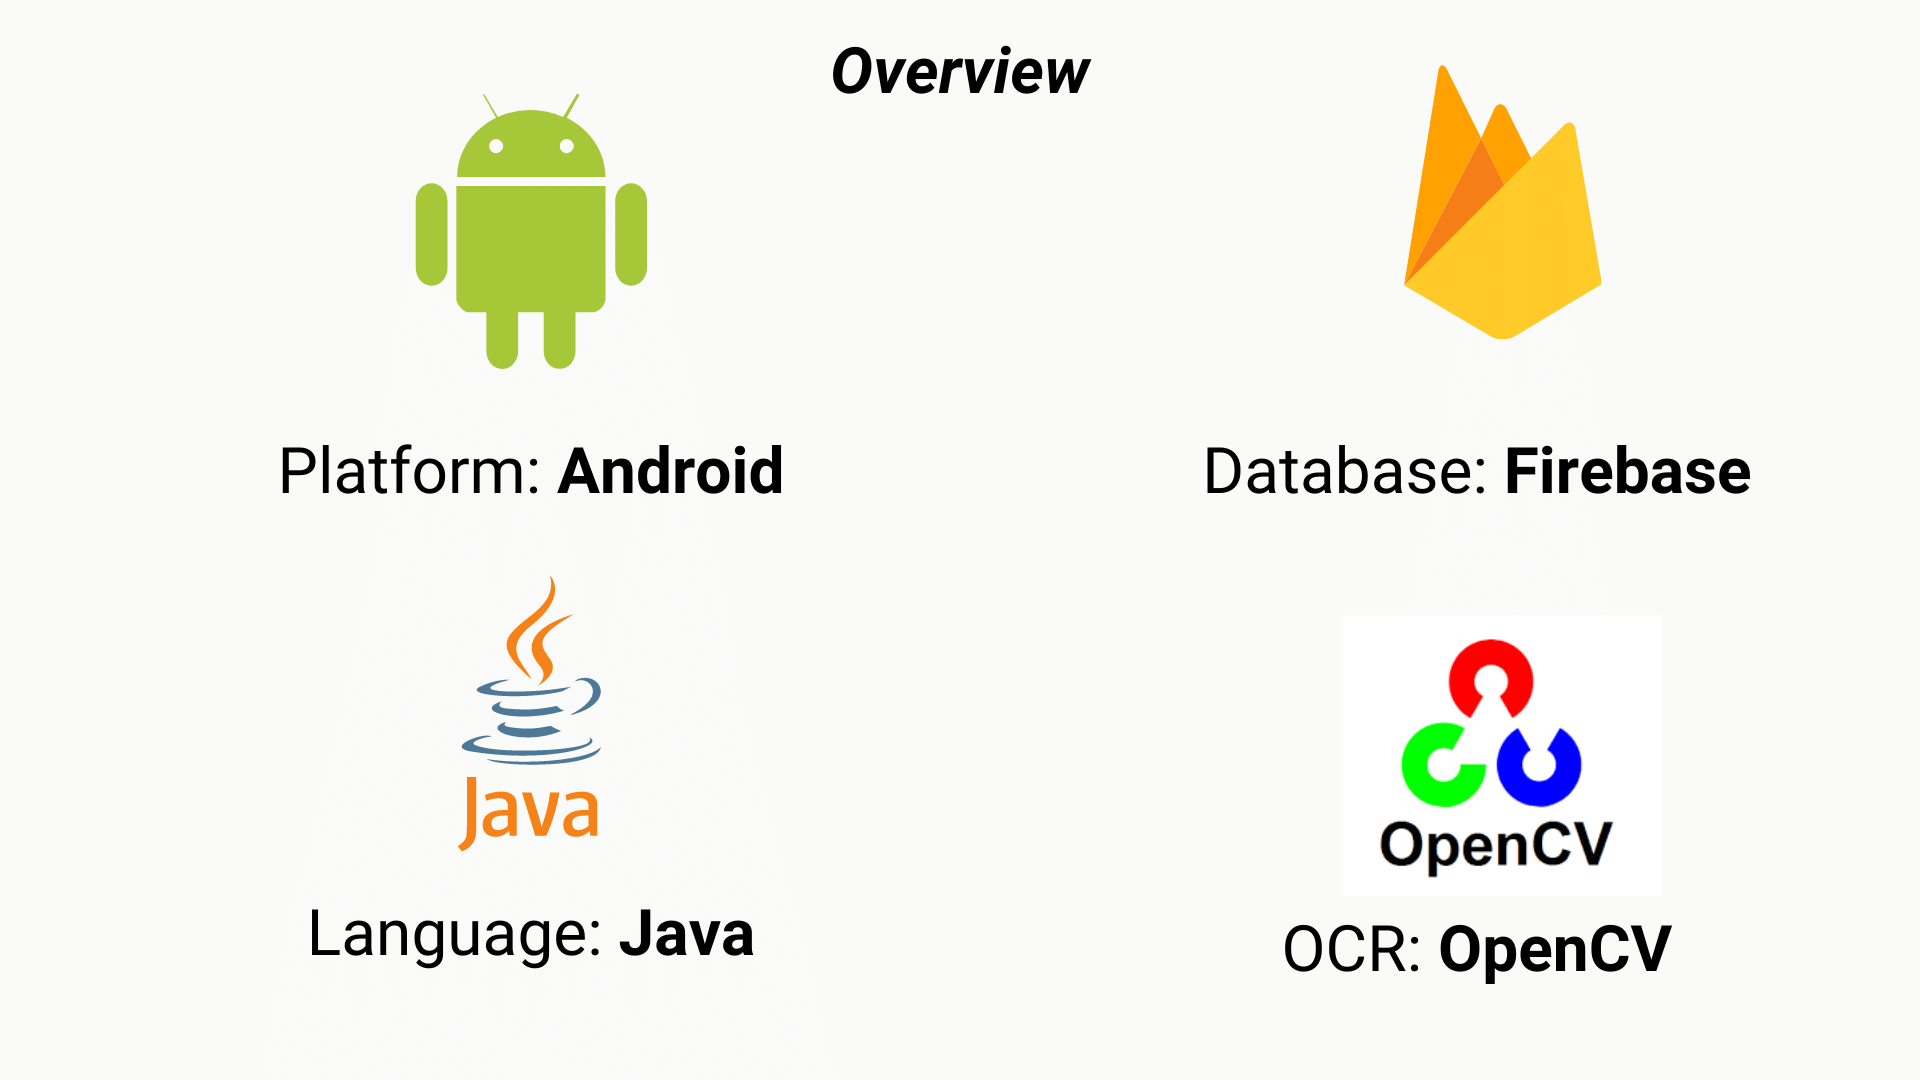 Overview
Platform: Android
Database: Firebase
Java
OpenCV
Language: Java
OCR: OpenCV